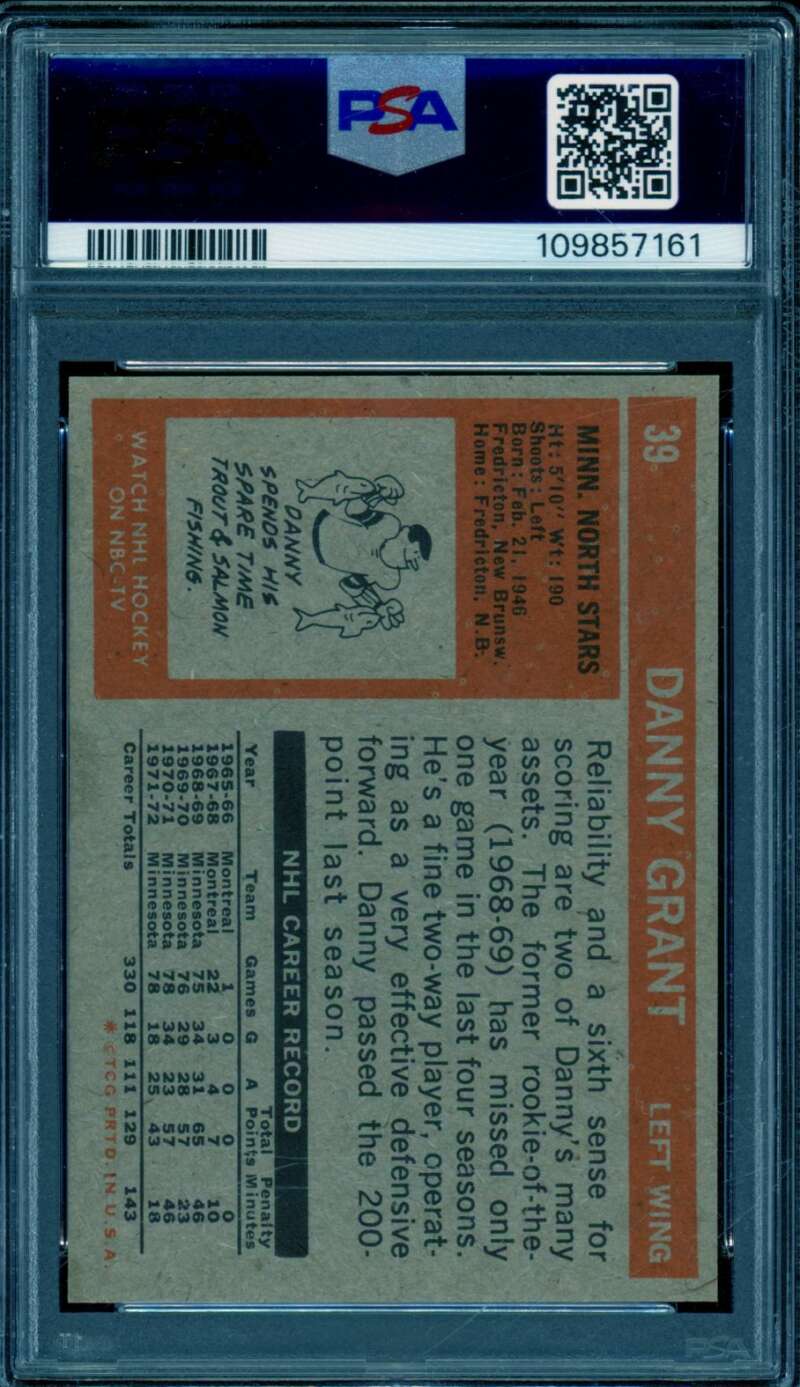 PSA
109857161
39 DANNY GRANT LEFT WING
MINN. NORTH STARS
Ht: 5'10" Wt: 190
Shoots: Left
Born: Feb. 21, 1946
Fredricton, New Brunsw.
Home: Fredricton, N.B.
DANNY
SPENDS HIS
SPARE TIME
TROUT & SALMON
FISHING.
WATCH NHL HOCKEY
ON NBC-TV
Reliability and a sixth sense for
scoring are two of Danny's many
assets. The former rookie-of-the-
year (1968-69) has missed only
one game in the last four seasons.
He's a fine two-way player, operat-
ing as a very effective defensive
forward. Danny passed the 200-
point last season.
NHL CAREER RECORD
Total Penalty
Year Team Games G A Points Minutes
1965-66 Montreal 1 0 0 0 0
1967-68 Montreal 22 3 4 7 10
1968-69 Minnesota 75 34 31 65 46
1969-70 Minnesota 76 29 28 57 23
1970-71 Minnesota 78 34 23 57 46
1971-72 Minnesota 78 18 25 43 18
Career Totals 330 118 111 129 143
* ©TCG PRTD. IN U.S.A.
PSA